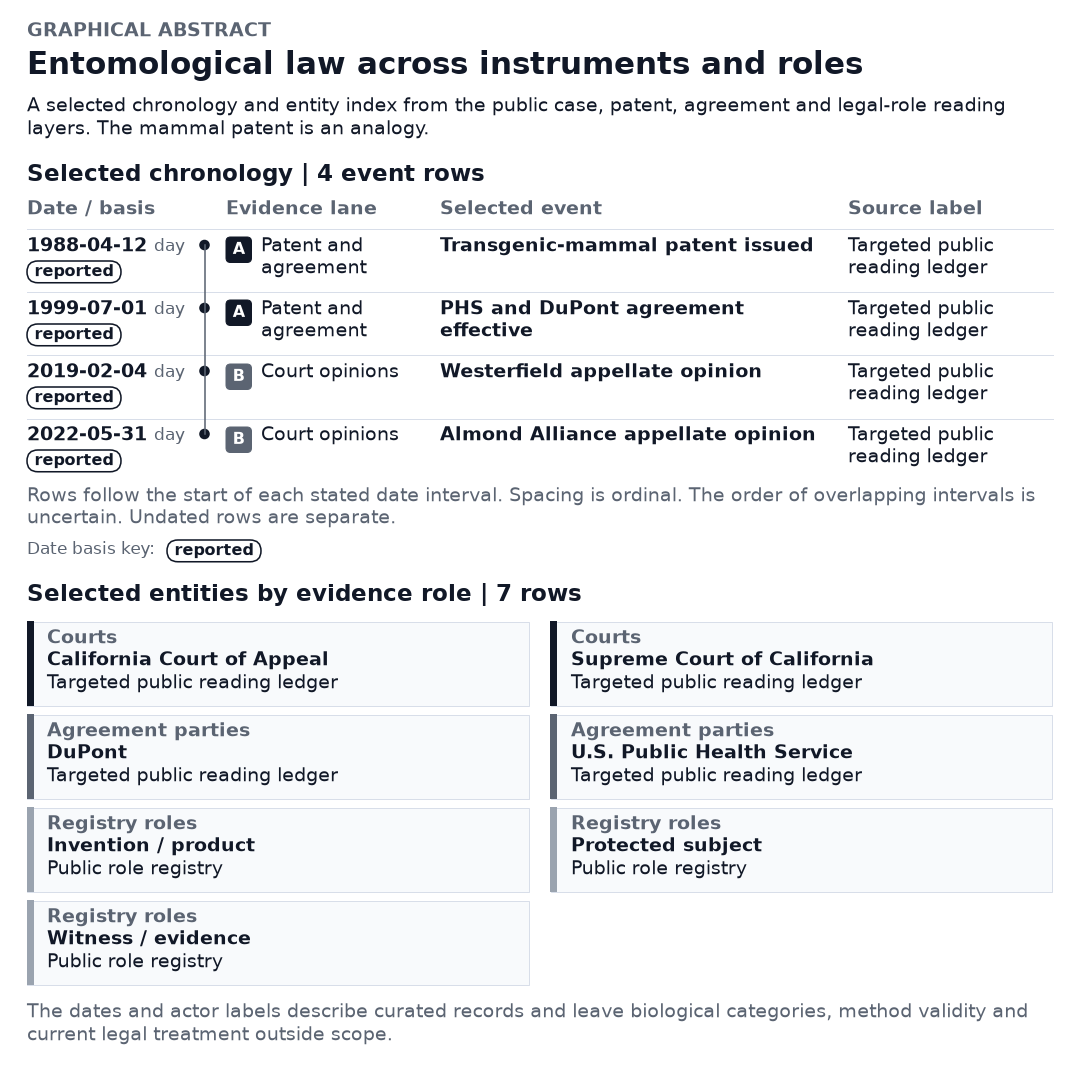 GRAPHICAL ABSTRACT
Entomological law across instruments and roles
A selected chronology and entity index from the public case, patent, agreement and legal-role reading
layers. The mammal patent is an analogy.
Selected chronology | 4 event rows
Date / basis Evidence lane Selected event Source label
1988-04-12 day A Patent and Transgenic-mammal patent issued Targeted public
reported agreement reading ledger
1999-07-01 day A Patent and PHS and DuPont agreement Targeted public
reported agreement effective reading ledger
2019-02-04 day B Court opinions Westerfield appellate opinion Targeted public
reported reading ledger
2022-05-31 day B Court opinions Almond Alliance appellate opinion Targeted public
reported reading ledger
Rows follow the start of each stated date interval. Spacing is ordinal. The order of overlapping intervals is
uncertain. Undated rows are separate.
Date basis key: reported
Selected entities by evidence role | 7 rows
Courts
California Court of Appeal
Targeted public reading ledger
Courts
Supreme Court of California
Targeted public reading ledger
Agreement parties
DuPont
Targeted public reading ledger
Agreement parties
U.S. Public Health Service
Targeted public reading ledger
Registry roles
Invention / product
Public role registry
Registry roles
Protected subject
Public role registry
Registry roles
Witness / evidence
Public role registry
The dates and actor labels describe curated records and leave biological categories, method validity and
current legal treatment outside scope.